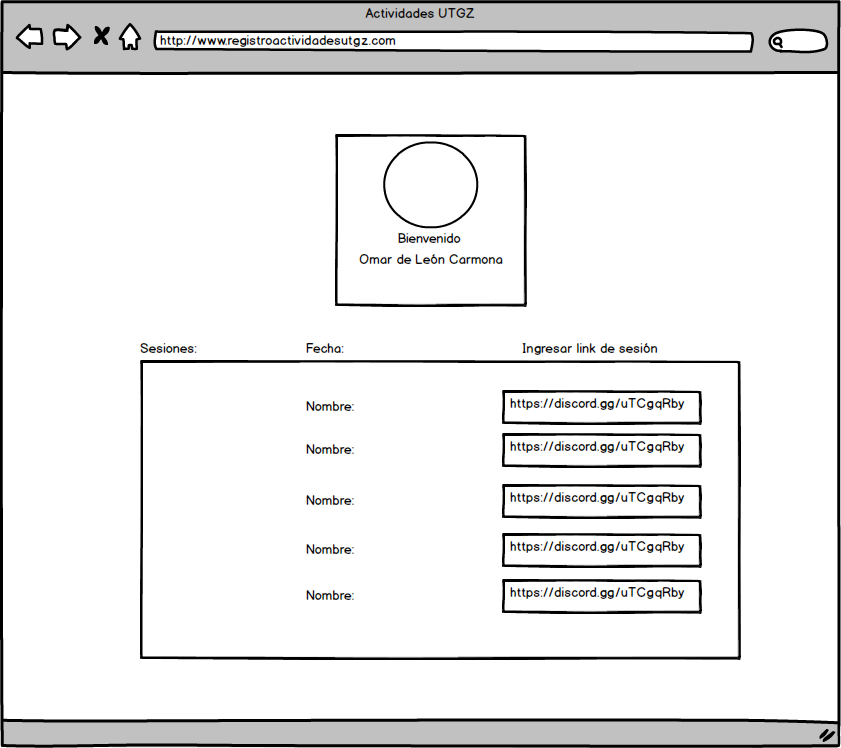 Actividades UTGZ
http://www.registroactividadesutgz.com
Bienvenido
Omar de León Carmona
Sesiones: Fecha: Ingresar link de sesión
Nombre: https://discord.gg/uTCgqRby
Nombre: https://discord.gg/uTCgqRby
Nombre: https://discord.gg/uTCgqRby
Nombre: https://discord.gg/uTCgqRby
Nombre: https://discord.gg/uTCgqRby